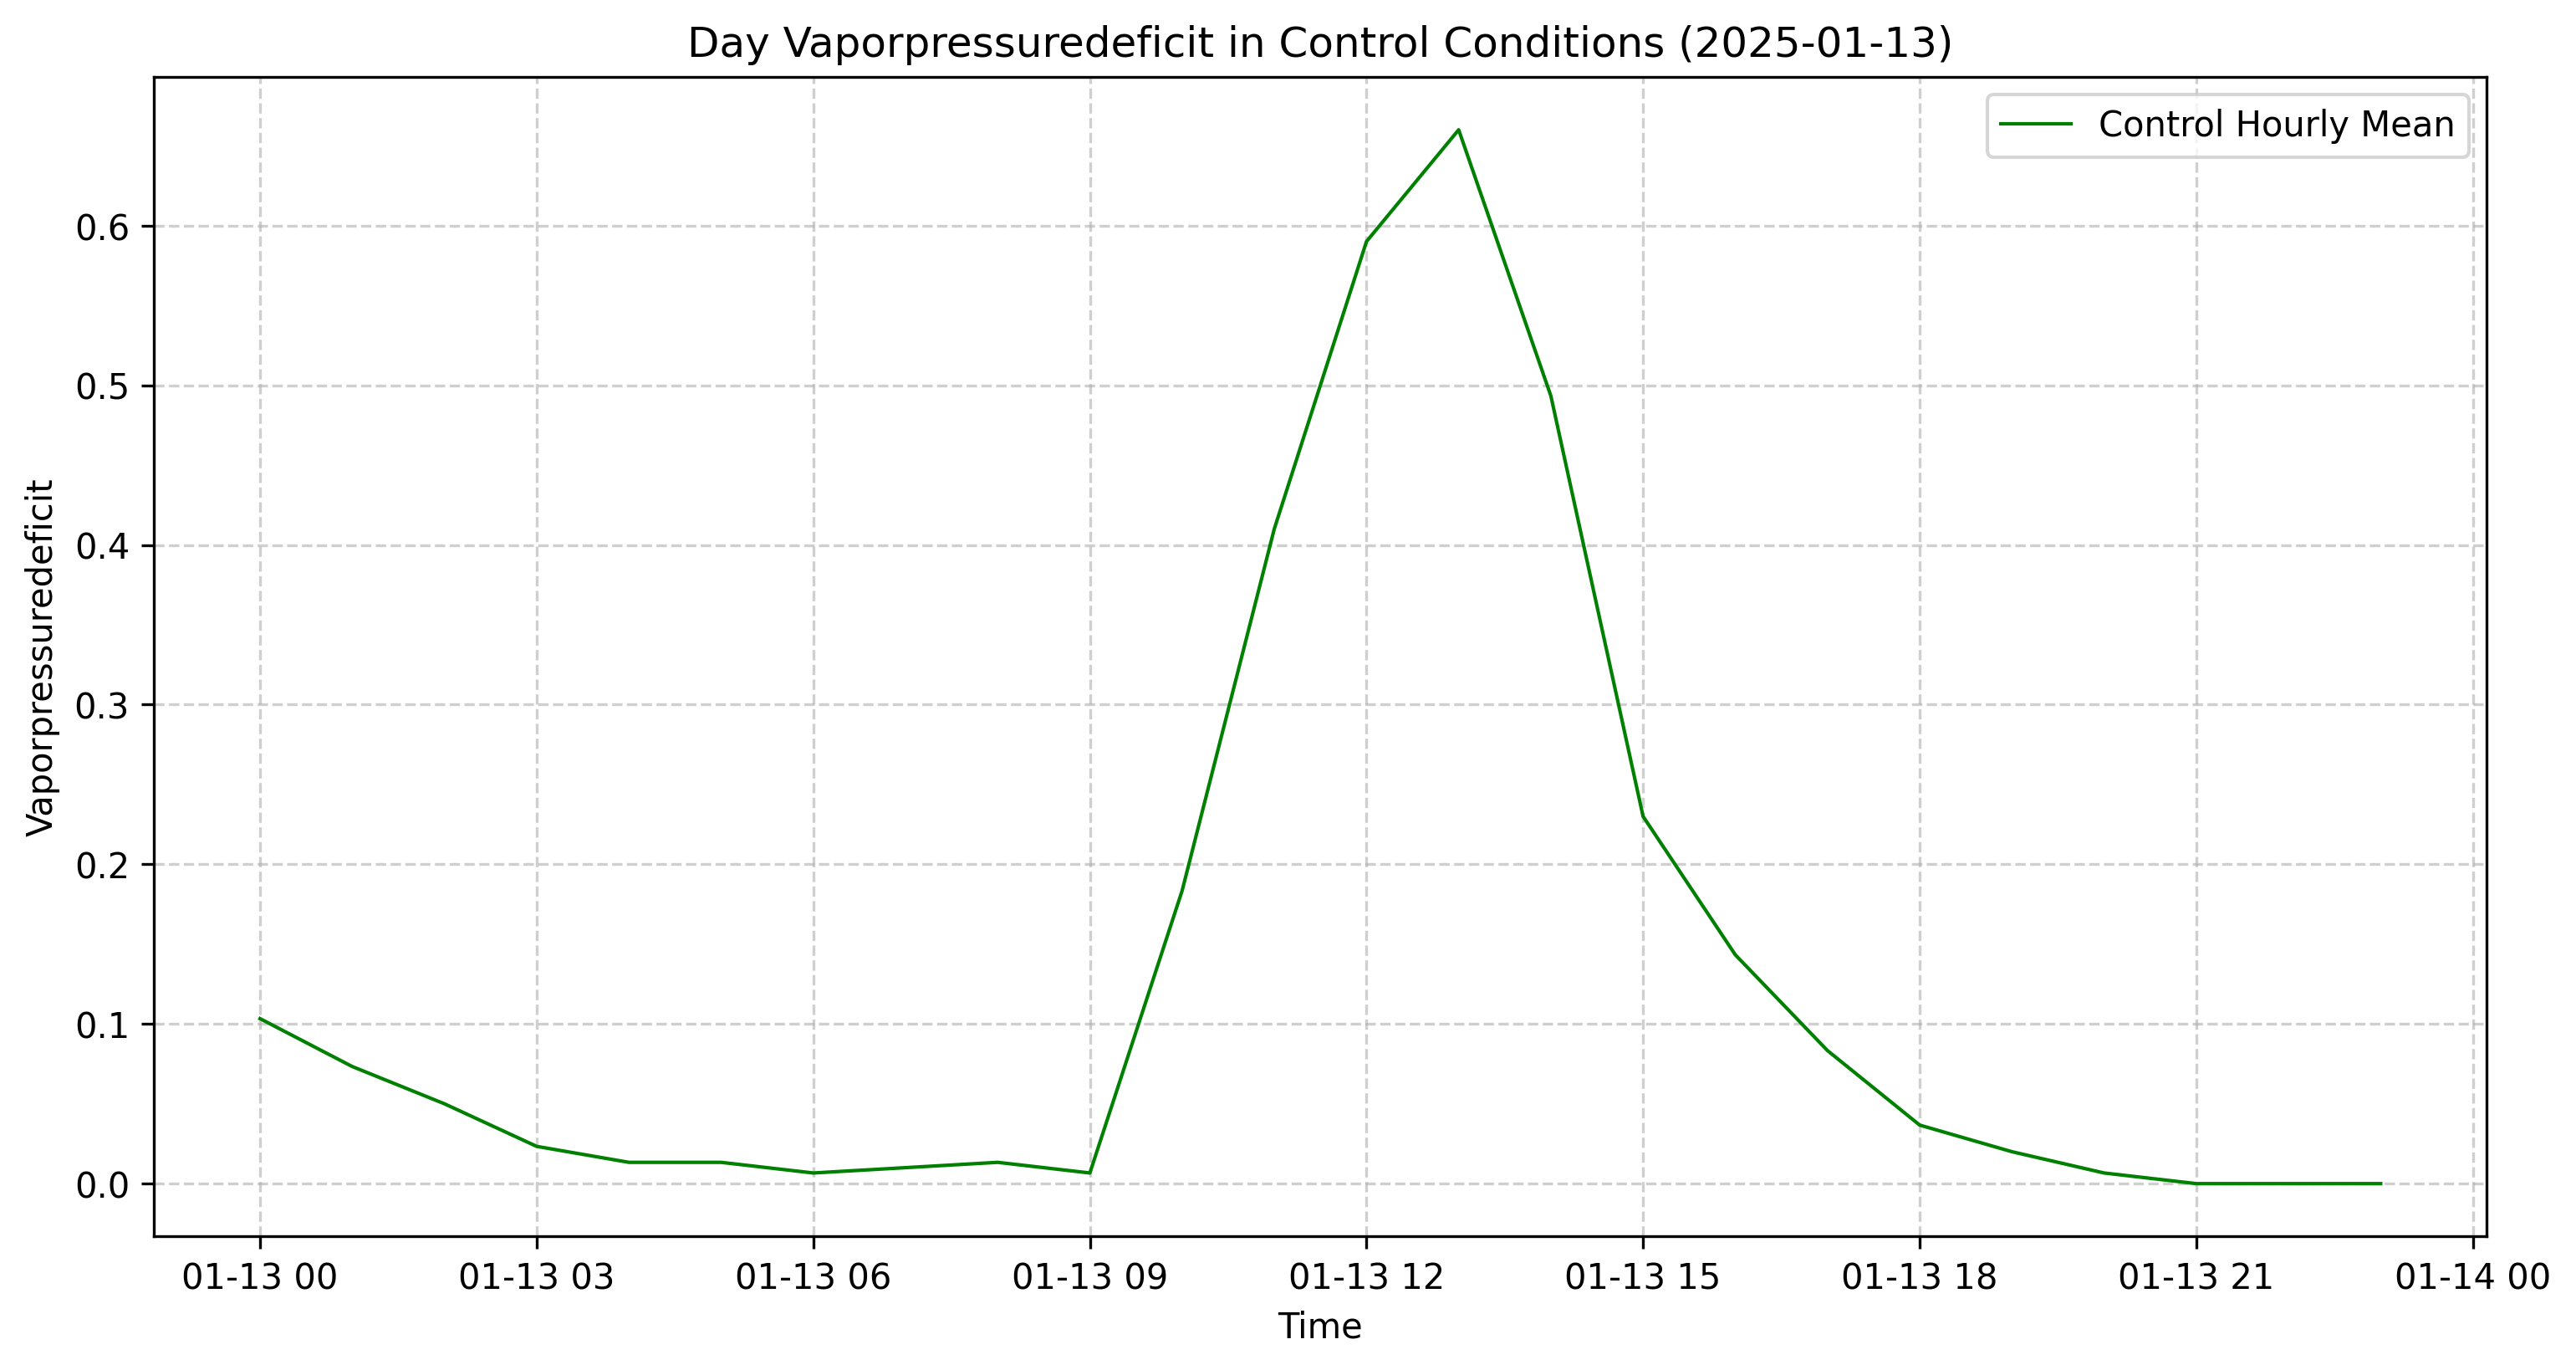 Day Vaporpressuredeficit in Control Conditions (2025-01-13)
Control Hourly Mean
Vaporpressuredeficit
0.6
0.5
0.4
0.3
0.2
0.1
0.0
01-13 00 01-13 03 01-13 06 01-13 09 01-13 12 01-13 15 01-13 18 01-13 21 01-14 00
Time